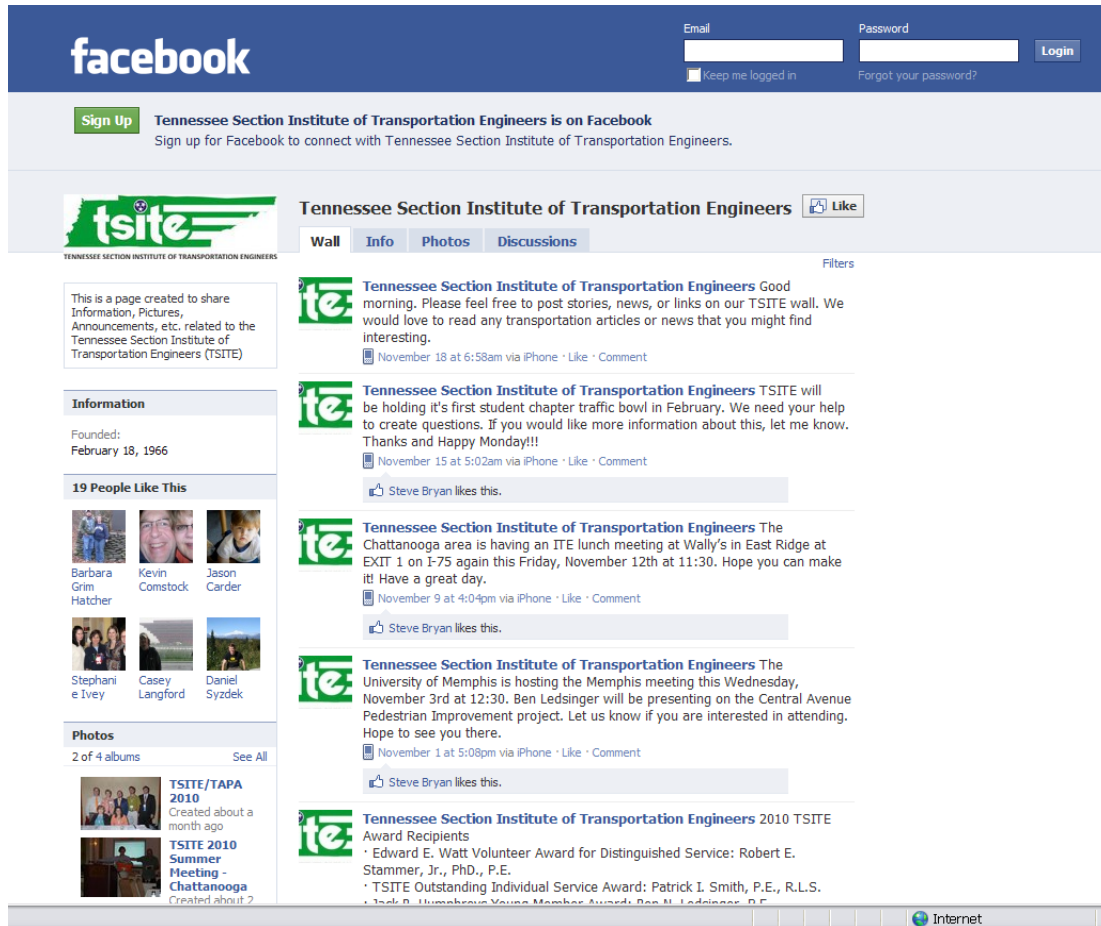 facebook
Email
Password
Login
Keep me logged in
Forgot your password?
Sign Up
Tennessee Section Institute of Transportation Engineers is on Facebook
Sign up for Facebook to connect with Tennessee Section Institute of Transportation Engineers.
tsite
TENNESSEE SECTION INSTITUTE OF TRANSPORTATION ENGINEERS
This is a page created to share
Information, Pictures,
Announcements, etc. related to the
Tennessee Section Institute of
Transportation Engineers (TSITE)
Information
Founded:
February 18, 1966
19 People Like This
Barbara
Grim
Hatcher
Kevin
Comstock
Jason
Carder
Stephani
e Ivey
Casey
Langford
Daniel
Syzdek
Photos
2 of 4 albums
See All
TSITE/TAPA
2010
Created about a
month ago
TSITE 2010
Summer
Meeting -
Chattanooga
Created about 2
Tennessee Section Institute of Transportation Engineers
Like
Wall
Info
Photos
Discussions
Filters
te
Tennessee Section Institute of Transportation Engineers Good
morning. Please feel free to post stories, news, or links on our TSITE wall. We
would love to read any transportation articles or news that you might find
interesting.
November 18 at 6:58am via iPhone · Like · Comment
te
Tennessee Section Institute of Transportation Engineers TSITE will
be holding it's first student chapter traffic bowl in February. We need your help
to create questions. If you would like more information about this, let me know.
Thanks and Happy Monday!!!
November 15 at 5:02am via iPhone · Like · Comment
Steve Bryan likes this.
te
Tennessee Section Institute of Transportation Engineers The
Chattanooga area is having an ITE lunch meeting at Wally's in East Ridge at
EXIT 1 on I-75 again this Friday, November 12th at 11:30. Hope you can make
it! Have a great day.
November 9 at 4:04pm via iPhone · Like · Comment
Steve Bryan likes this.
te
Tennessee Section Institute of Transportation Engineers The
University of Memphis is hosting the Memphis meeting this Wednesday,
November 3rd at 12:30. Ben Ledsinger will be presenting on the Central Avenue
Pedestrian Improvement project. Let us know if you are interested in attending.
Hope to see you there.
November 1 at 5:08pm via iPhone · Like · Comment
Steve Bryan likes this.
te
Tennessee Section Institute of Transportation Engineers 2010 TSITE
Award Recipients
· Edward E. Watt Volunteer Award for Distinguished Service: Robert E.
Stammer, Jr., PhD., P.E.
· TSITE Outstanding Individual Service Award: Patrick I. Smith, P.E., R.L.S.
· Jack B. Humphreys Young Member Award: Ben N. Ledsinger, P.E.
Internet